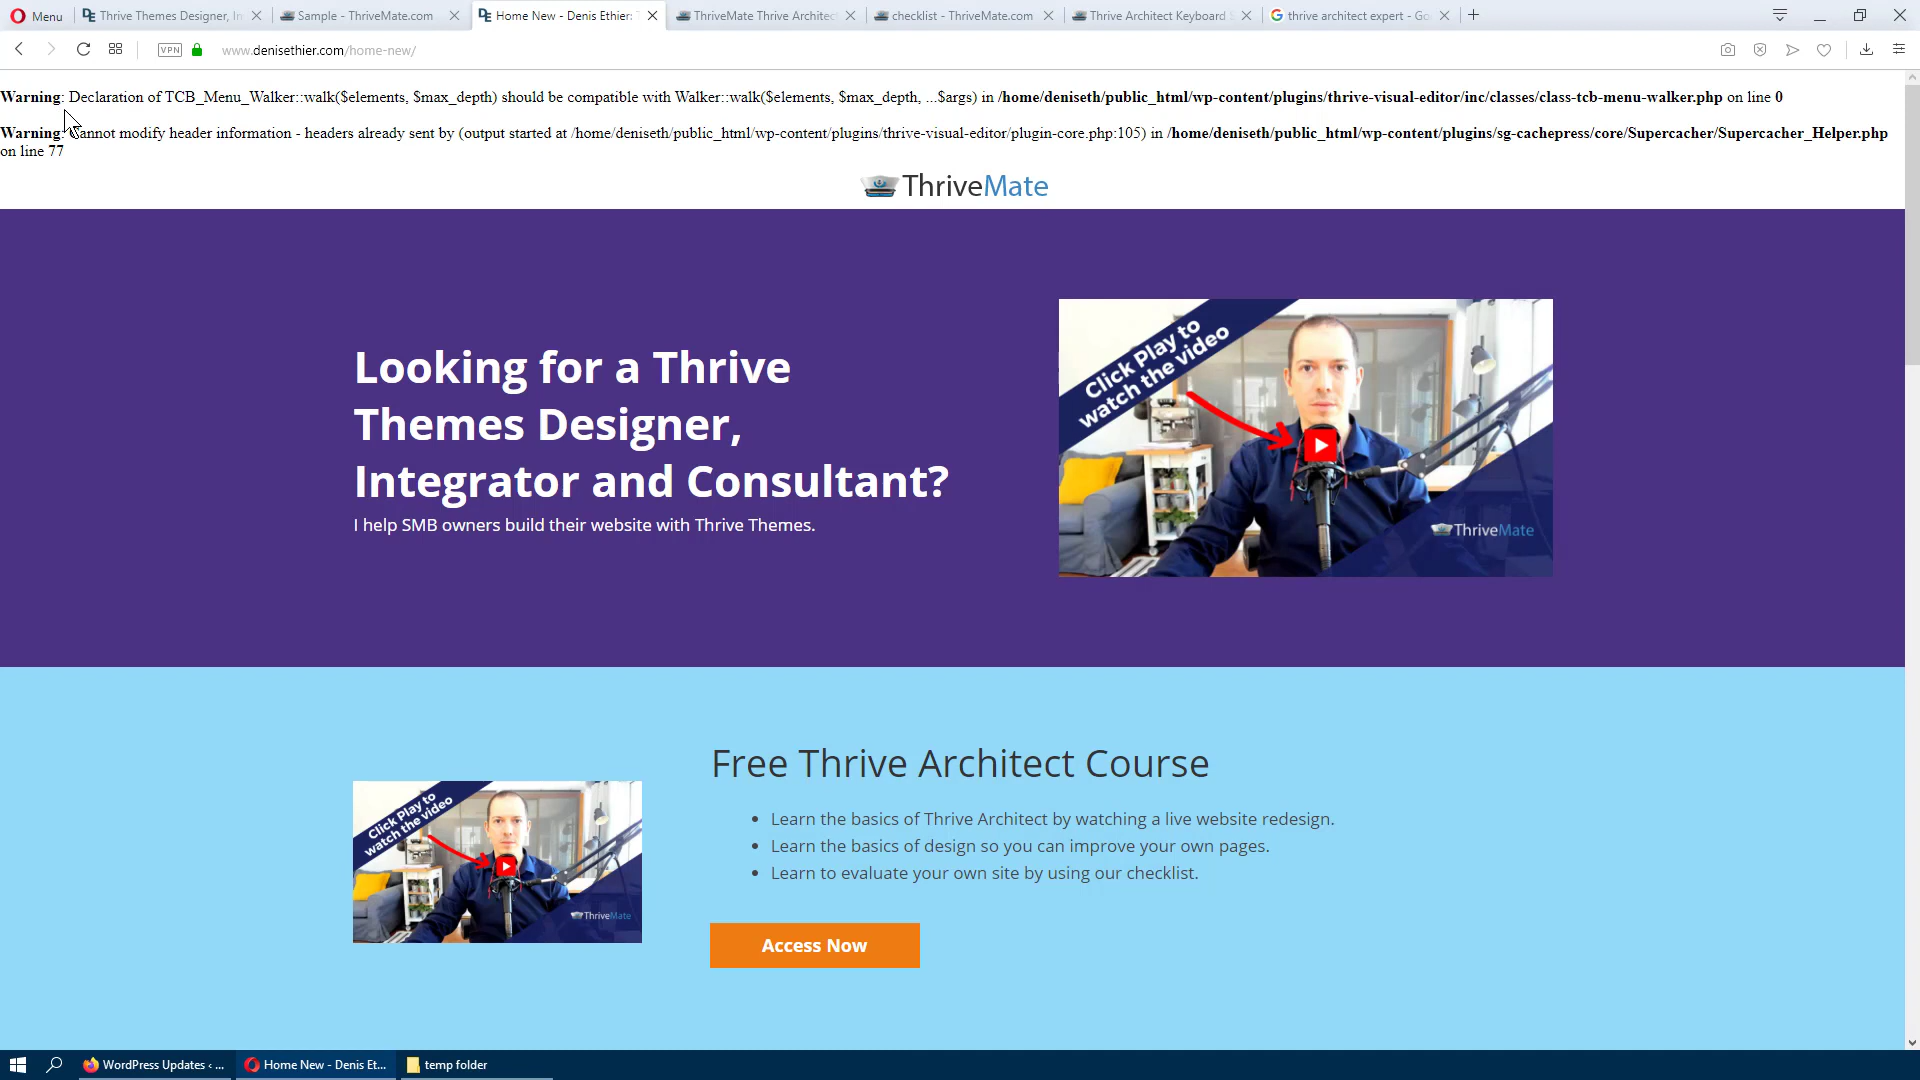 Menu
Thrive Themes Designer, In
Sample - ThriveMate.com
Home New - Denis Ethier: T
ThriveMate Thrive Architect
checklist - ThriveMate.com
Thrive Architect Keyboard S
thrive architect expert - Go
VPN
www.denisethier.com/home-new/
Warning: Declaration of TCB_Menu_Walker::walk($elements, $max_depth) should be compatible with Walker::walk($elements, $max_depth, ...$args) in /home/deniseth/public_html/wp-content/plugins/thrive-visual-editor/inc/classes/class-tcb-menu-walker.php on line 0
Warning: Cannot modify header information - headers already sent by (output started at /home/deniseth/public_html/wp-content/plugins/thrive-visual-editor/plugin-core.php:105) in /home/deniseth/public_html/wp-content/plugins/sg-cachepress/core/Supercacher/Supercacher_Helper.php
on line 77
ThriveMate
Looking for a Thrive
Themes Designer,
Integrator and Consultant?
I help SMB owners build their website with Thrive Themes.
Click Play to
watch the video
ThriveMate
Free Thrive Architect Course
Click Play to
watch the video
ThriveMate
• Learn the basics of Thrive Architect by watching a live website redesign.
• Learn the basics of design so you can improve your own pages.
• Learn to evaluate your own site by using our checklist.
Access Now
WordPress Updates ‹ ...
Home New - Denis Et...
temp folder